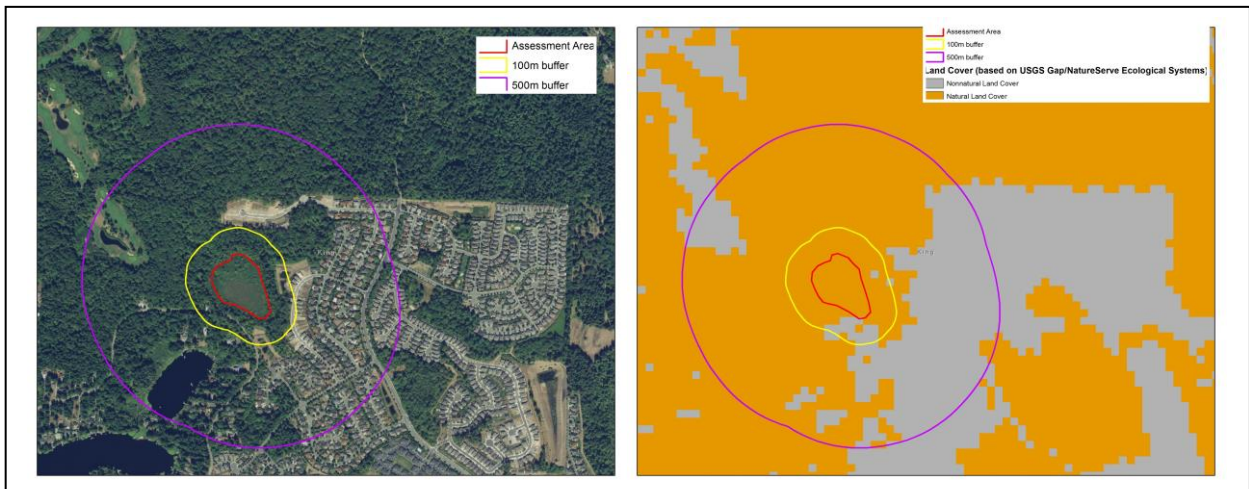 Assessment Area
100m buffer
500m buffer
Assessment Area
100m buffer
500m buffer
Land Cover (based on USGS Gap/NatureServe Ecological Systems)
Nonnatural Land Cover
Natural Land Cover
King